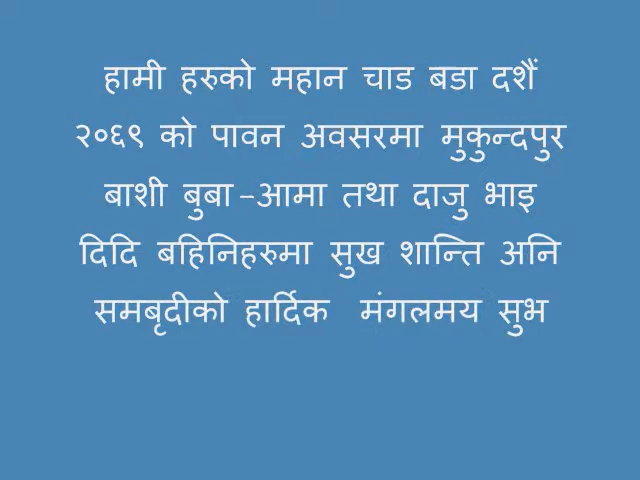 हामी हरुको महान चाड बडा दशैं
२०६९ को पावन अवसरमा मुकुन्दपुर
बाशी बुबा-आमा तथा दाजु भाइ
दिदि बहिनिहरुमा सुख शान्ति अनि
समबृदीको हार्दिक मंगलमय सुभ